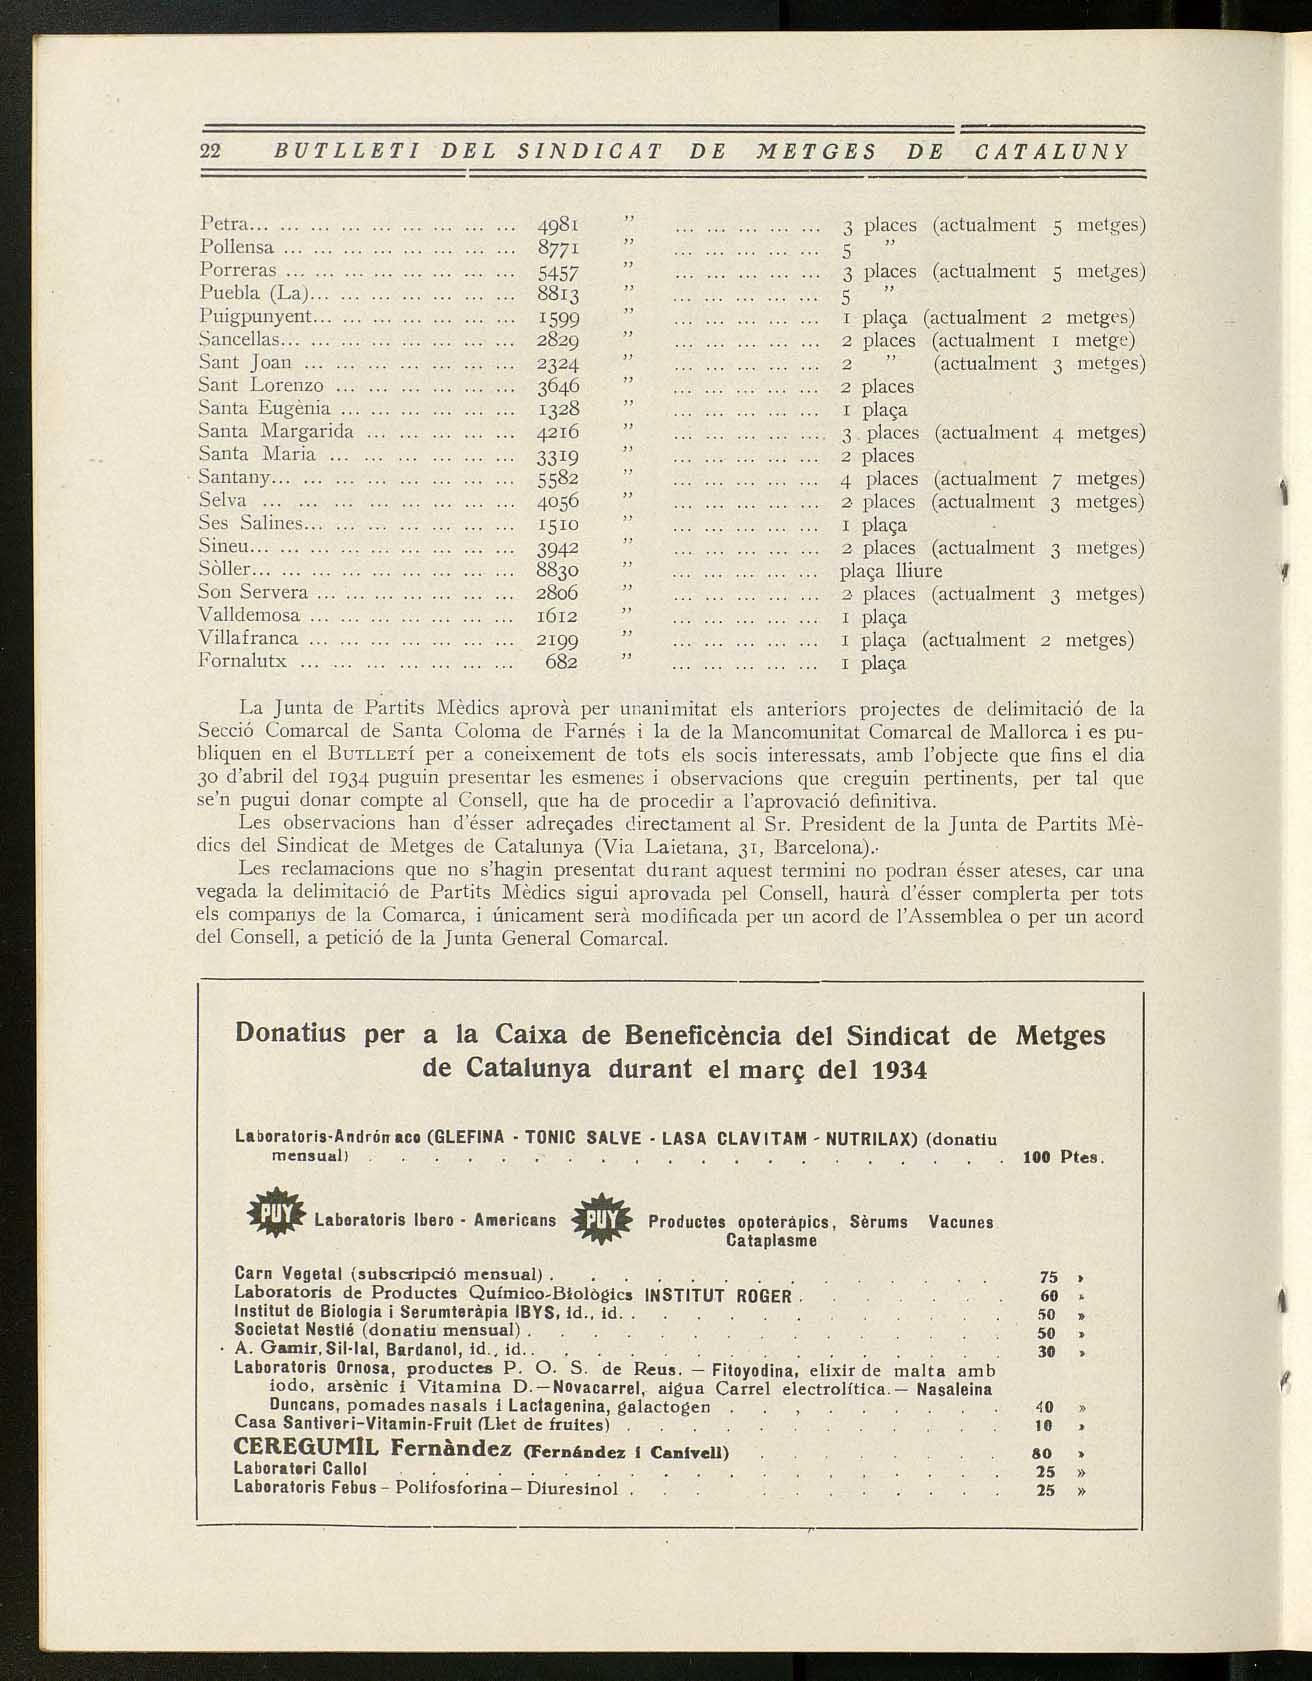 22 BUTLLETI DEL SINDICAT DE METGES DE CATALUNY
Petra... ... ... ... ... ... ... ... ... 4981 ” ... ... ... ... ... 3 places (actualment 5 metges)
Pollensa ... ... ... ... ... ... ... ... 8771 ” ... ... ... ... ... 5 ”
Porreras ... ... ... ... ... ... ... ... 5457 ” ... ... ... ... ... 3 places (actualment 5 metges)
Puebla (La)... ... ... ... ... ... ... 8813 ” ... ... ... ... ... 5 ”
Puigpunyent... ... ... ... ... ... ... 1599 ” ... ... ... ... ... 1 plaça (actualment 2 metges)
Sancellas... ... ... ... ... ... ... ... 2829 ” ... ... ... ... ... 2 places (actualment 1 metge)
Sant Joan ... ... ... ... ... ... ... 2324 ” ... ... ... ... ... 2 ” (actualment 3 metges)
Sant Lorenzo ... ... ... ... ... ... 3646 ” ... ... ... ... ... 2 places
Santa Eugènia ... ... ... ... ... ... 1328 ” ... ... ... ... ... 1 plaça
Santa Margarida ... ... ... ... ... 4216 ” ... ... ... ... ... 3 places (actualment 4 metges)
Santa Maria ... ... ... ... ... ... 3319 ” ... ... ... ... ... 2 places
Santany... ... ... ... ... ... ... ... 5582 ” ... ... ... ... ... 4 places (actualment 7 metges)
Selva ... ... ... ... ... ... ... ... 4056 ” ... ... ... ... ... 2 places (actualment 3 metges)
Ses Salines... ... ... ... ... ... ... 1510 ” ... ... ... ... ... 1 plaça
Sineu... ... ... ... ... ... ... ... ... 3942 ” ... ... ... ... ... 2 places (actualment 3 metges)
Sòller... ... ... ... ... ... ... ... ... 8830 ” ... ... ... ... ... plaça lliure
Son Servera ... ... ... ... ... ... ... 2806 ” ... ... ... ... ... 2 places (actualment 3 metges)
Valldemosa ... ... ... ... ... ... ... 1612 ” ... ... ... ... ... 1 plaça
Villafranca ... ... ... ... ... ... ... 2199 ” ... ... ... ... ... 1 plaça (actualment 2 metges)
Fornalutx ... ... ... ... ... ... ... 682 ” ... ... ... ... ... 1 plaça
La Junta de Partits Mèdics aprovà per unanimitat els anteriors projectes de delimitació de la
Secció Comarcal de Santa Coloma de Farnés i la de la Mancomunitat Comarcal de Mallorca i es pu-
bliquen en el BUTLLETÍ per a coneixement de tots els socis interessats, amb l'objecte que fins el dia
30 d'abril del 1934 puguin presentar les esmenes i observacions que creguin pertinents, per tal que
se'n pugui donar compte al Consell, que ha de procedir a l'aprovació definitiva.
Les observacions han d'ésser adreçades directament al Sr. President de la Junta de Partits Mè-
dics del Sindicat de Metges de Catalunya (Via Laietana, 31, Barcelona).
Les reclamacions que no s'hagin presentat durant aquest termini no podran ésser ateses, car una
vegada la delimitació de Partits Mèdics sigui aprovada pel Consell, haurà d'ésser complerta per tots
els companys de la Comarca, i únicament serà modificada per un acord de l'Assemblea o per un acord
del Consell, a petició de la Junta General Comarcal.
Donatius per a la Caixa de Beneficència del Sindicat de Metges
de Catalunya durant el març del 1934
Laboratoris-Andrómaco (GLEFINA - TONIC SALVE - LASA CLAVITAM - NUTRILAX) (donatiu
mensual) . . . . . . . . . . . . . . . . . . . 100 Ptes.
PUY Laboratoris Ibero - Americans PUY Productes opoteràpics, Sèrums Vacunes
Cataplasme
Carn Vegetal (subscripció mensual) . . . . . . . . . . . . . . 75 »
Laboratoris de Productes Químico-Biològics INSTITUT ROGER . . . . . . . 60 »
Institut de Biologia i Serumteràpia IBYS, id., id. . . . . . . . . . . . . 50 »
Societat Nestlé (donatiu mensual) . . . . . . . . . . . . . . . 50 »
A. Gamir, Sil-lal, Bardanol, id., id. . . . . . . . . . . . . . . . 30 »
Laboratoris Ornosa, productes P. O. S. de Reus. — Fitoyodina, elixir de malta amb
iodo, arsènic i Vitamina D. — Novacarrel, aigua Carrel electrolítica. — Nasaleina
Duncans, pomades nasals i Lactagenina, galactogen . . . . . . . . . 40 »
Casa Santiveri-Vitamin-Fruit (Llet de fruites) . . . . . . . . . . . . 10 »
CEREGUMIL Fernàndez (Fernández i Canivell) . . . . . . . . 80 »
Laboratori Callol . . . . . . . . . . . . . . . . . . . 25 »
Laboratoris Febus - Polifosforina - Diuresinol . . . . . . . . . . . 25 »